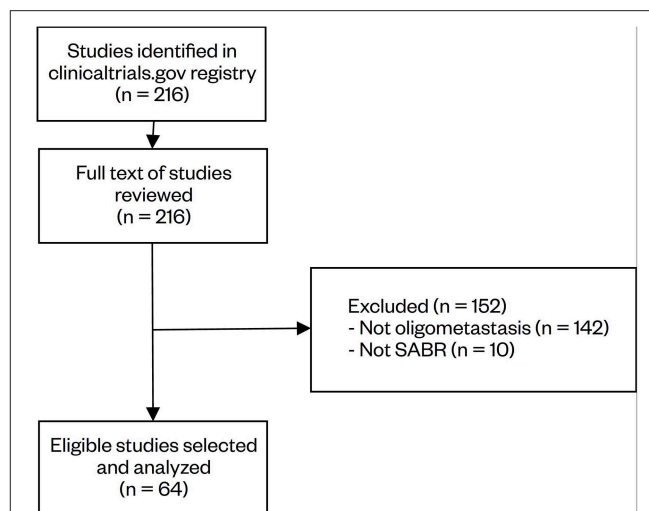 Studies identified in
clinicaltrials.gov registry
(n = 216)
Full text of studies
reviewed
(n = 216)
Excluded (n = 152)
- Not oligometastasis (n = 142)
- Not SABR (n = 10)
Eligible studies selected
and analyzed
(n = 64)